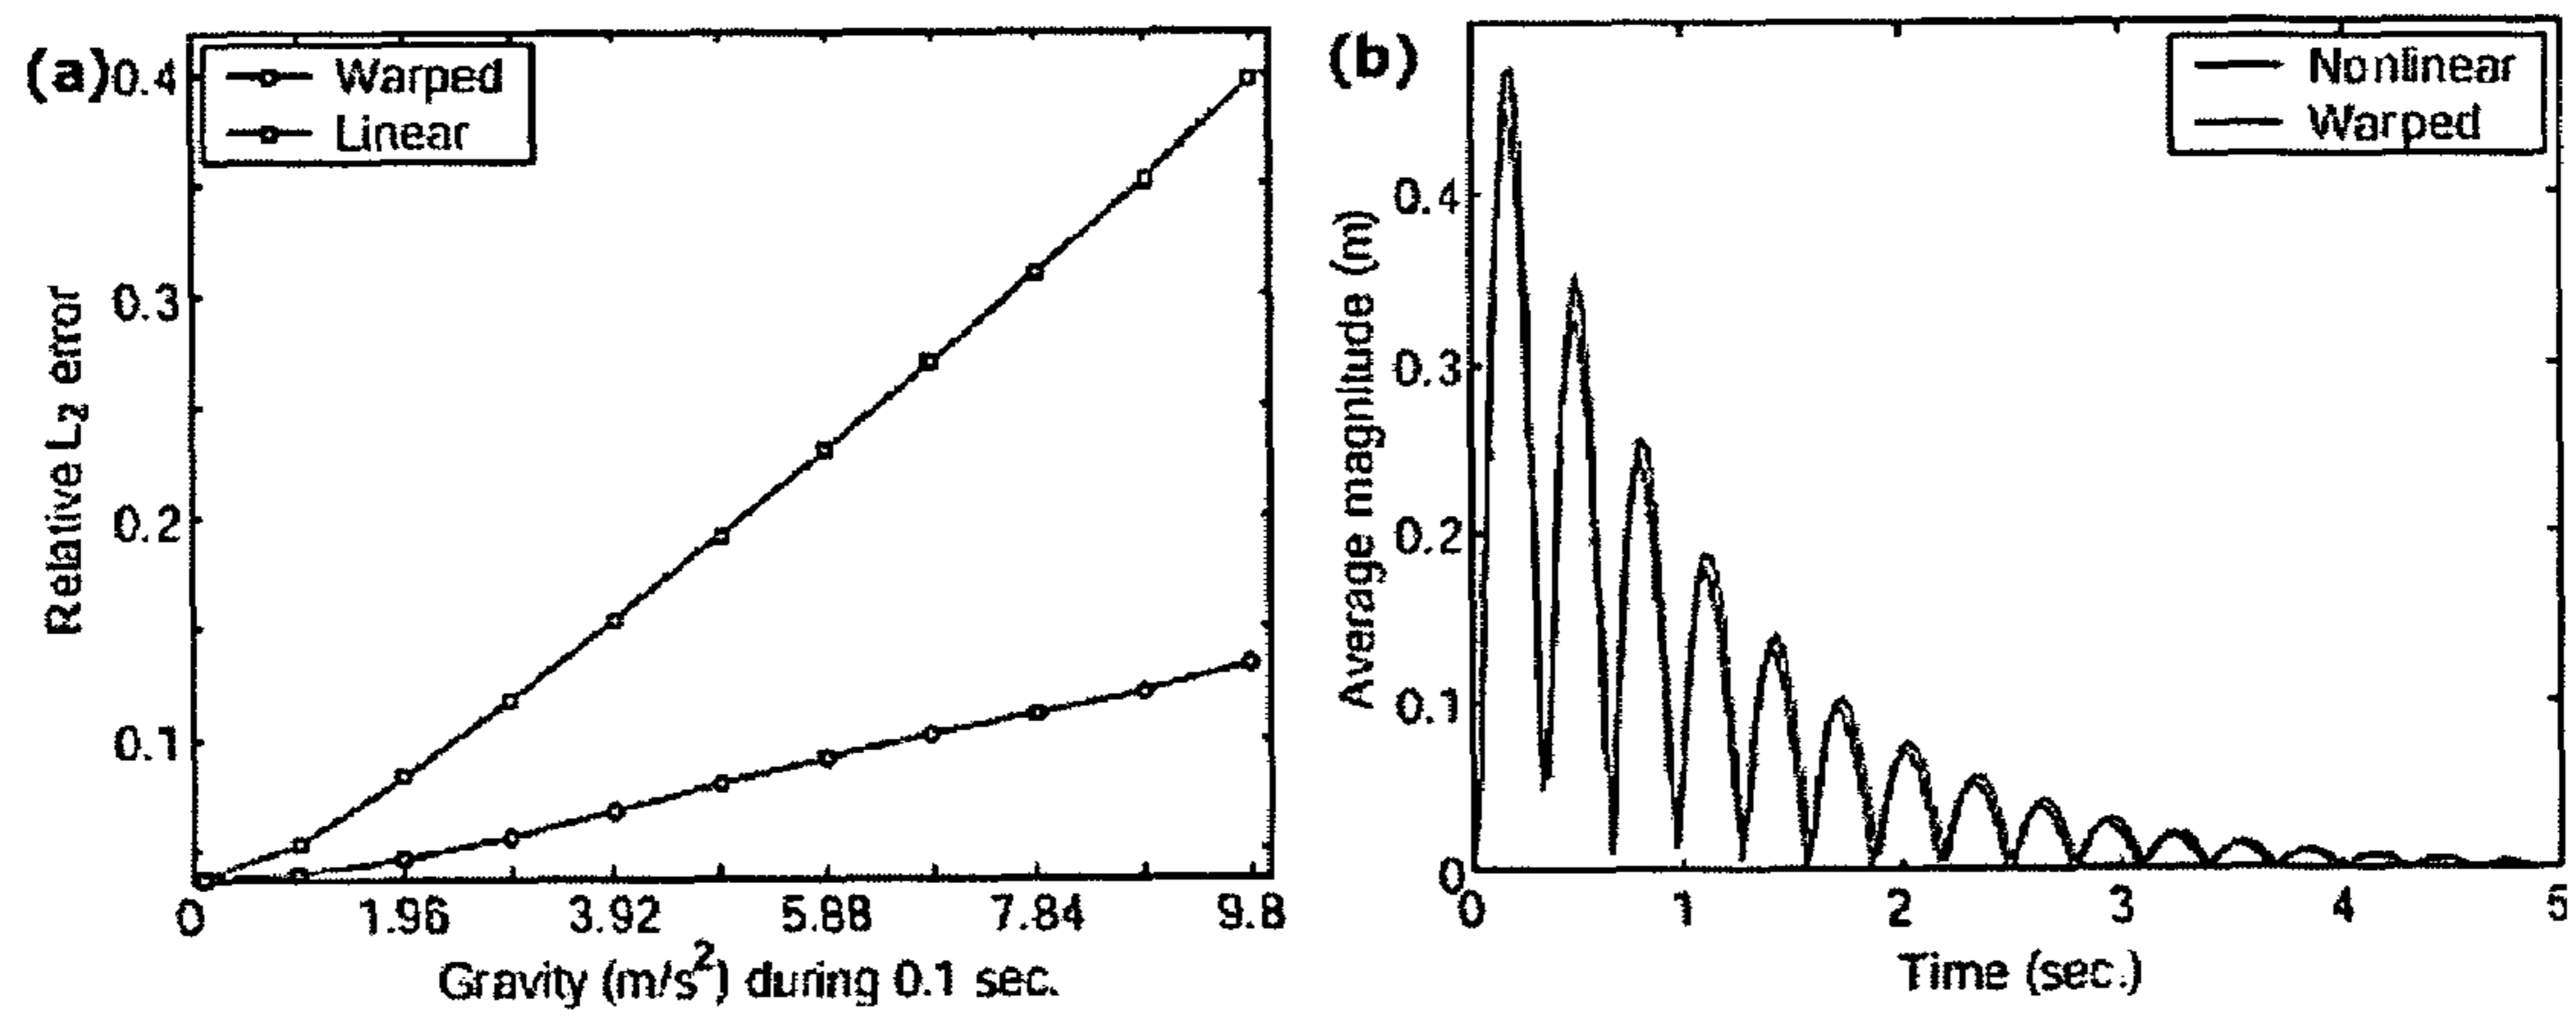 (a)
0.4
0.3
0.2
0.1
Relative L2 error
Warped
Linear
0 1.96 3.92 5.88 7.84 9.8
Gravity (m/s2) during 0.1 sec.
(b)
Nonlinear
Warped
0.4
0.3
0.2
0.1
0
Average magnitude (m)
0 1 2 3 4 5
Time (sec.)